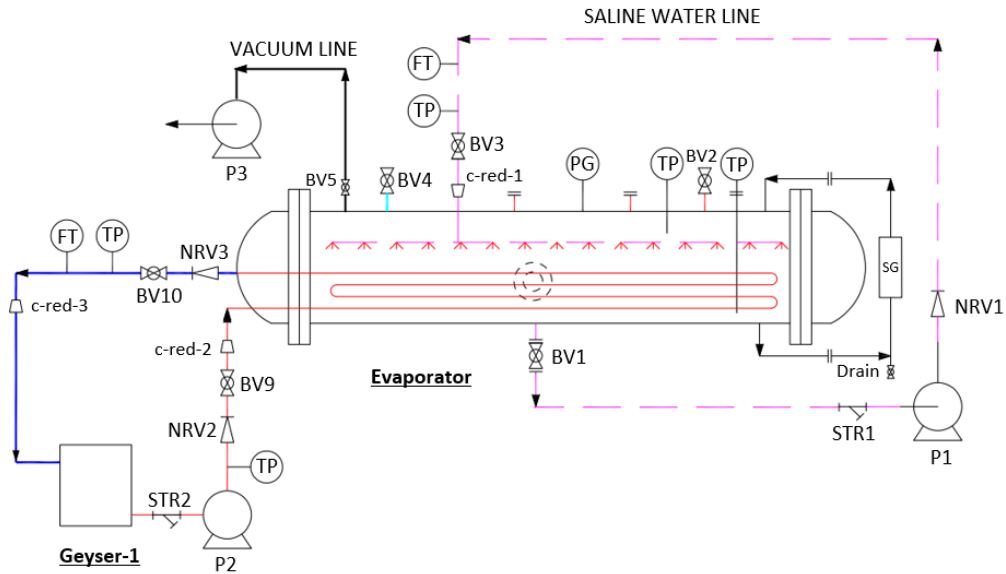 SALINE WATER LINE
VACUUM LINE
FT
TP
P3
BV3
c-red-1
BV5
BV4
PG
TP
BV2
TP
FT
TP
NRV3
BV10
c-red-3
SG
NRV1
c-red-2
BV1
Drain
Evaporator
BV9
STR1
P1
NRV2
TP
STR2
Geyser-1
P2